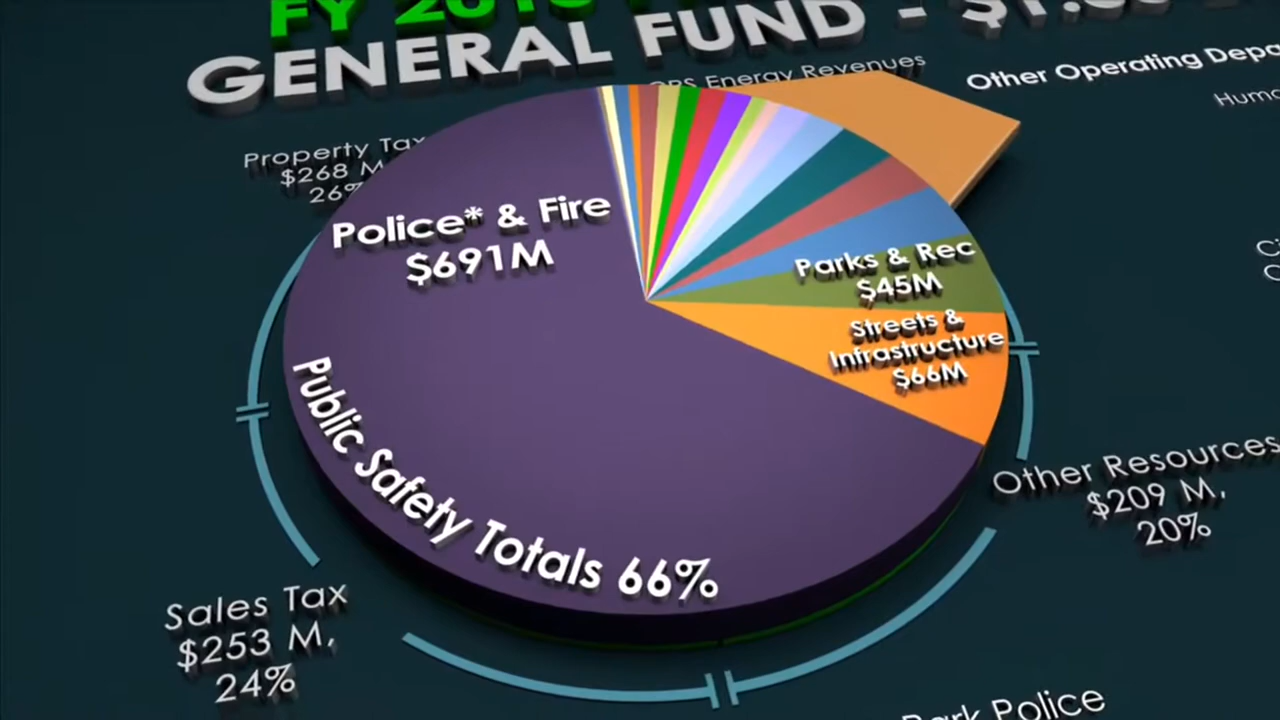 GENERAL FUND -
Energy Revenues
Other Operating
Property Tax
$268 M
26%
Police* & Fire
$691M
Parks & Rec
$45M
Streets &
Infrastructure
$66M
Public Safety Totals 66%
Other Resources
$209 M,
20%
Sales Tax
$253 M,
24%
Park Police